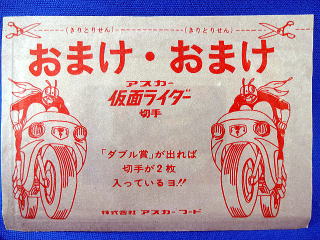 (きりとりせん) (きりとりせん)
おまけ・おまけ
アスカー
仮面ライダー
切手
「ダブル賞」が出れば
切手が2枚
入っているヨ!!
株式会社 アスカーフード